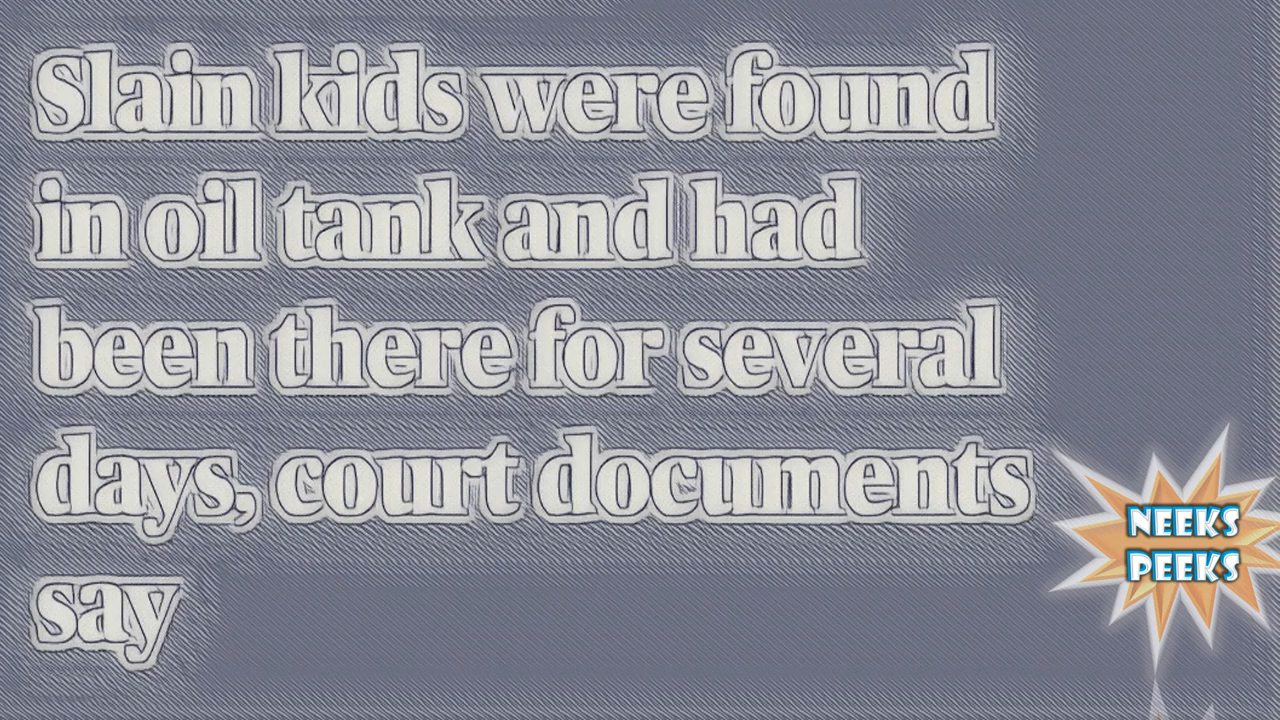 Slain kids were found
in oil tank and had
been there for several
days, court documents
say
NEEKS
PEEKS